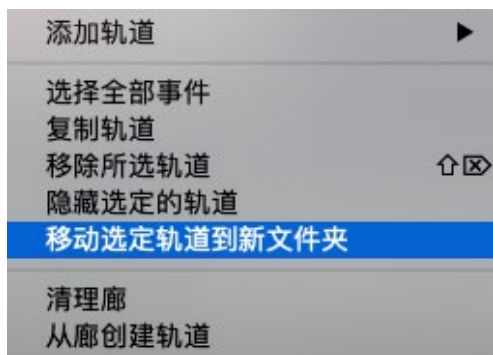 添加轨道 ▶
选择全部事件
复制轨道
移除所选轨道 ⇧⌦
隐藏选定的轨道
移动选定轨道到新文件夹
清理廊
从廊创建轨道